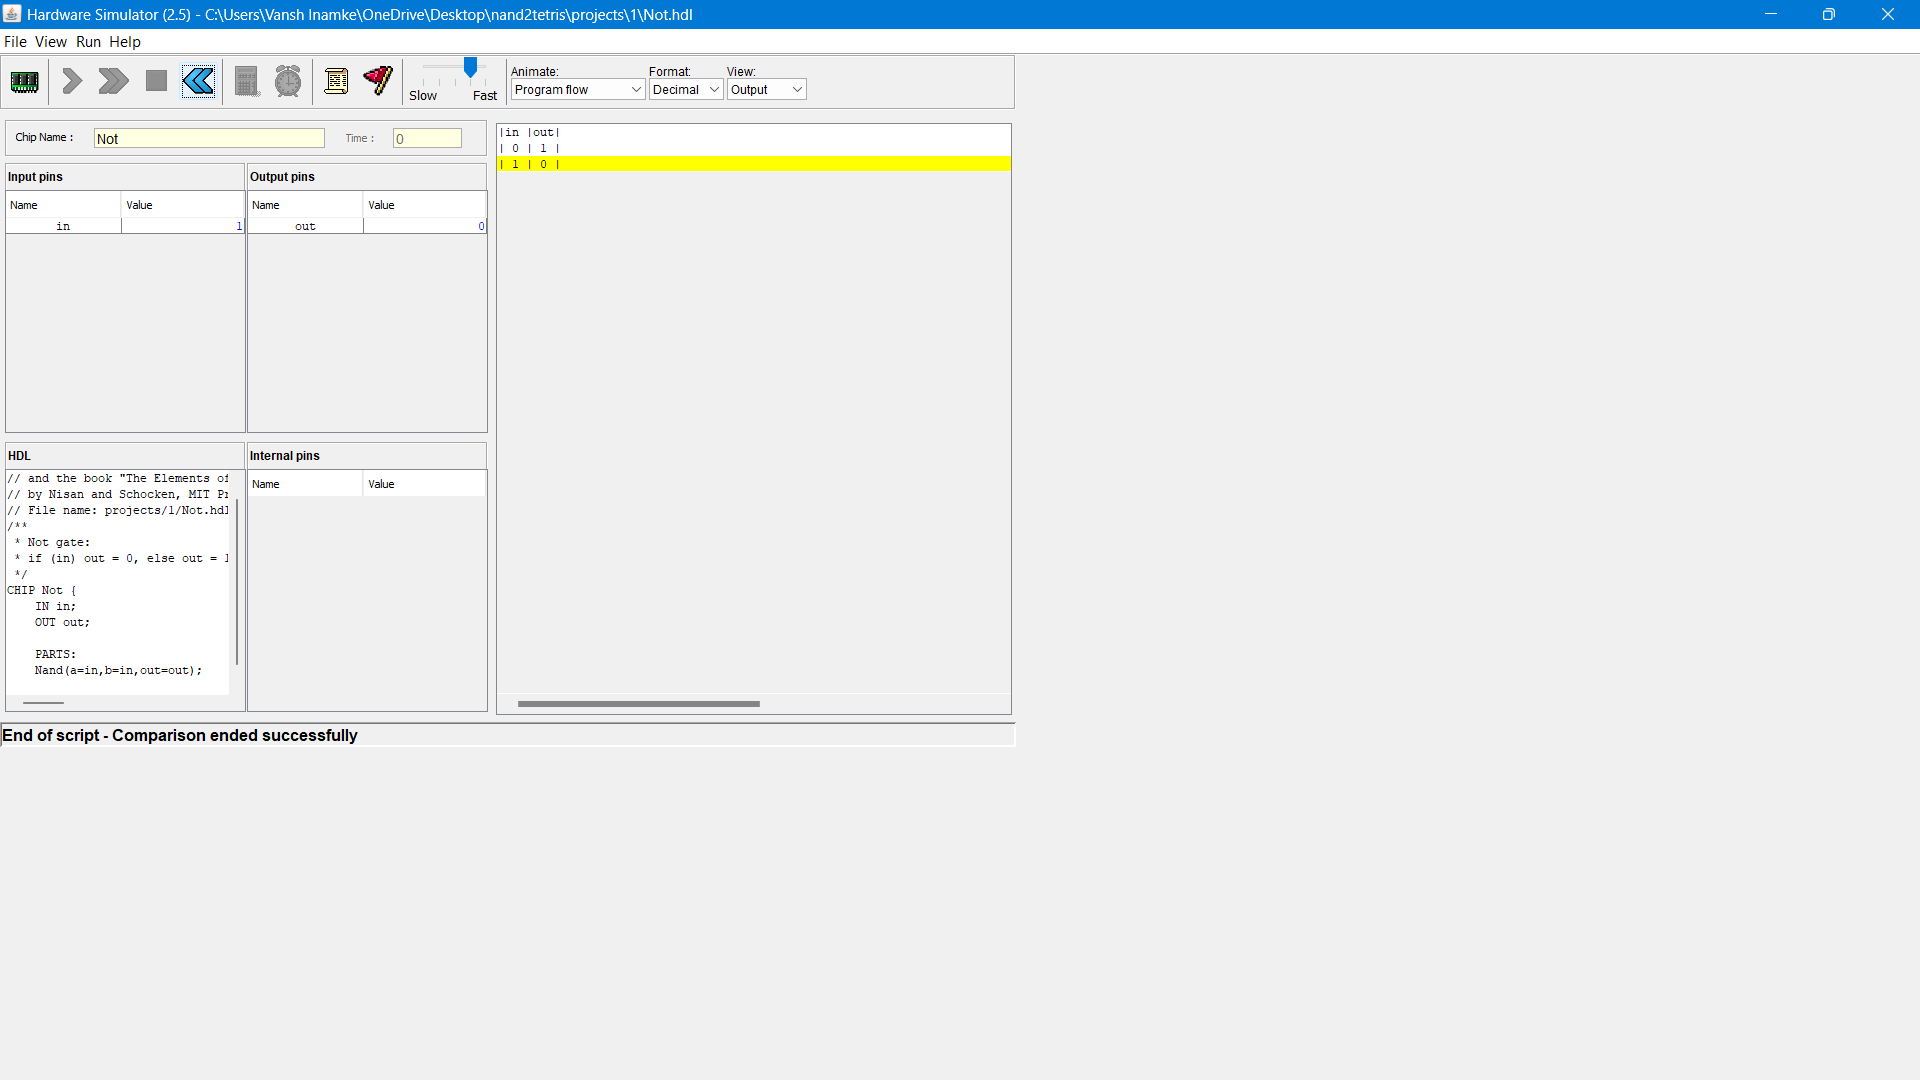 Hardware Simulator (2.5) - C:\Users\Vansh Inamke\OneDrive\Desktop\nand2tetris\projects\1\Not.hdl
File View Run Help
Slow Fast
Animate: Format: View:
Program flow Decimal Output
Chip Name : Not Time : 0
Input pins
Name Value
in 1
Output pins
Name Value
out 0
|in |out|
| 0 | 1 |
| 1 | 0 |
HDL
// and the book "The Elements of
// by Nisan and Schocken, MIT Pr
// File name: projects/1/Not.hdl
/**
* Not gate:
* if (in) out = 0, else out = 1
*/
CHIP Not {
IN in;
OUT out;
PARTS:
Nand(a=in,b=in,out=out);
Internal pins
Name Value
End of script - Comparison ended successfully